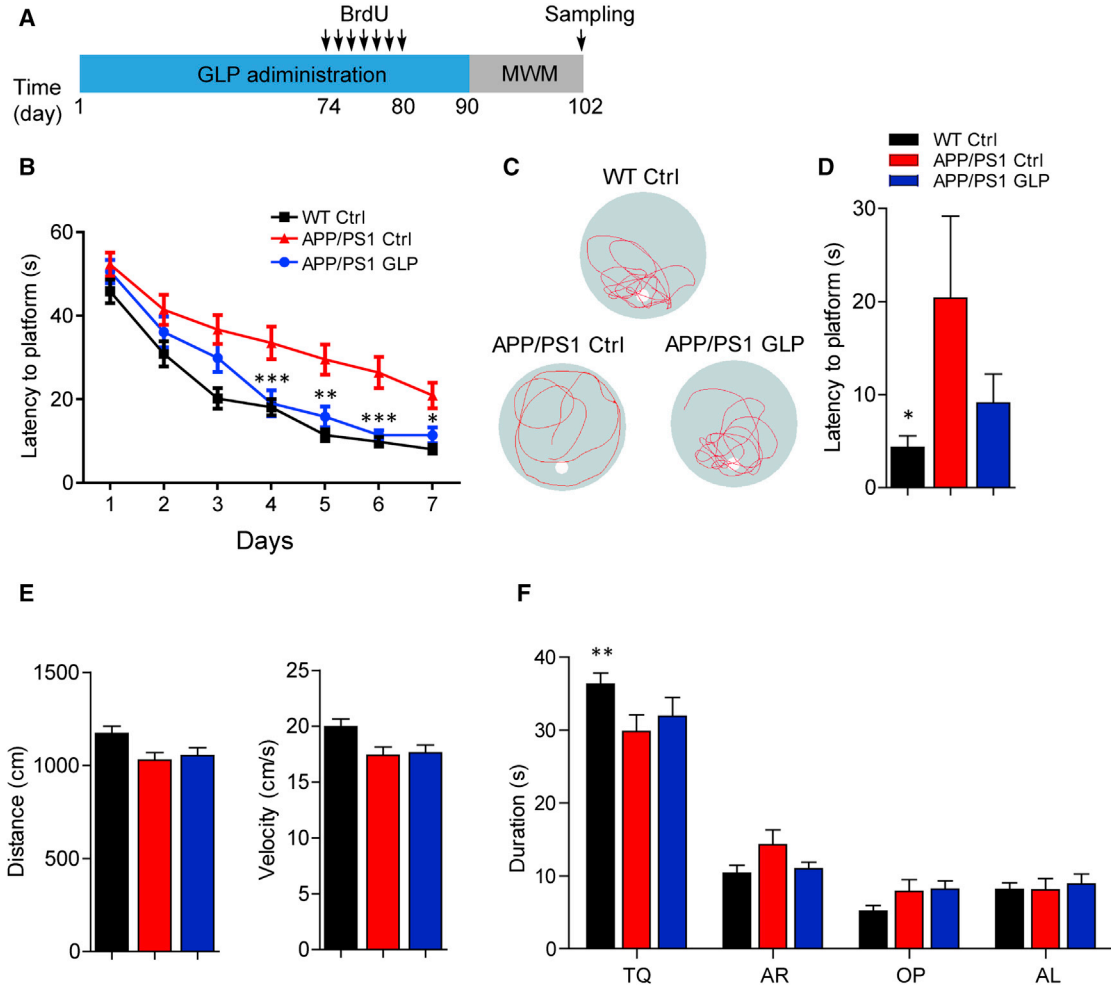 A
BrdU
Sampling
GLP adiministration
MWM
Time
(day)
1
74
80
90
102
B
WT Ctrl
APP/PS1 Ctrl
APP/PS1 GLP
Latency to platform (s)
60
40
20
0
***
**
***
*
1 2 3 4 5 6 7
Days
C
WT Ctrl
APP/PS1 Ctrl
APP/PS1 GLP
D
WT Ctrl
APP/PS1 Ctrl
APP/PS1 GLP
Latency to platform (s)
30
20
10
0
*
E
Distance (cm)
1500
1000
500
0
Velocity (cm/s)
25
20
15
10
5
0
F
Duration (s)
40
30
20
10
0
**
TQ AR OP AL